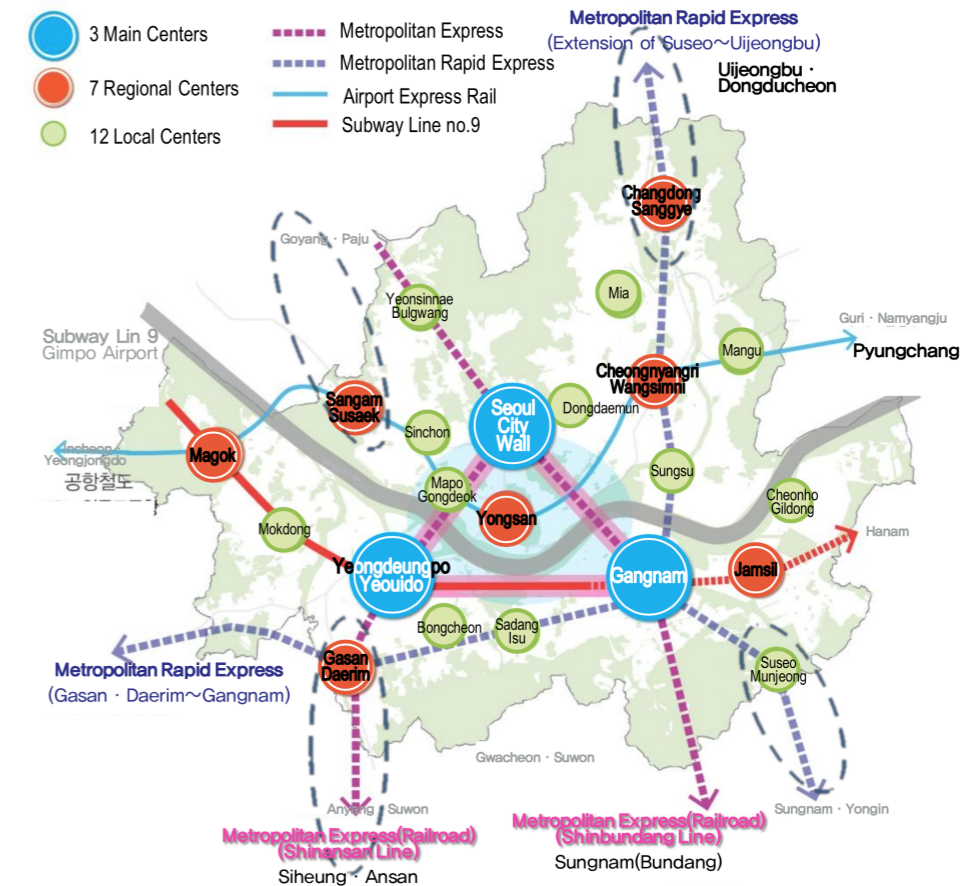 3 Main Centers
7 Regional Centers
12 Local Centers
Metropolitan Express
Metropolitan Rapid Express
Airport Express Rail
Subway Line no.9
Metropolitan Rapid Express
(Extension of Suseo~Uijeongbu)
Uijeongbu ·
Dongducheon
Changdong
Sanggye
Goyang · Paju
Yeonsinnae
Bulgwang
Mia
Guri · Namyangju
Pyungchang
Mangu
Subway Lin 9
Gimpo Airport
Cheongnyangri
Wangsimni
Sangam
Susaek
Seoul
City
Wall
Dongdaemun
Sinchon
Magok
Incheon
Yeongjongdo
공항철도
Mapo
Gongdeok
Sungsu
Yongsan
Cheonho
Gildong
Mokdong
Hanam
Yeongdeungpo
Yeouido
Gangnam
Jamsil
Bongcheon
Sadang
Isu
Gasan
Daerim
Suseo
Munjeong
Metropolitan Rapid Express
(Gasan · Daerim~Gangnam)
Gwacheon · Suwon
Anyang · Suwon
Sungnam · Yongin
Metropolitan Express(Railroad)
(Shinansan Line)
Siheung · Ansan
Metropolitan Express(Railroad)
(Shinbundang Line)
Sungnam(Bundang)